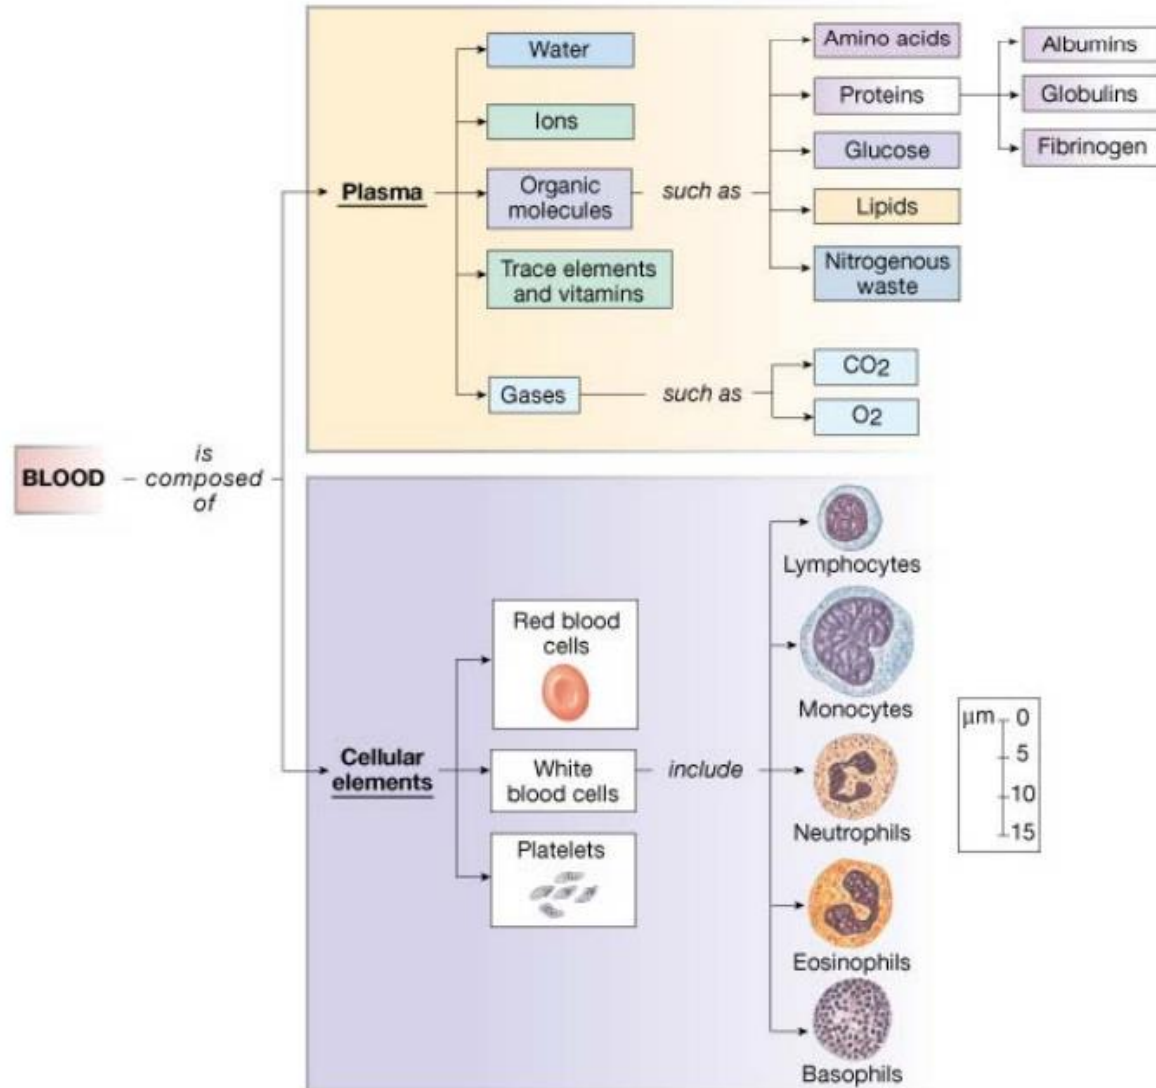 BLOOD
is
composed
of
Plasma
Water
Ions
Organic
molecules
Trace elements
and vitamins
Gases
such as
Amino acids
Proteins
Glucose
Lipids
Nitrogenous
waste
Albumins
Globulins
Fibrinogen
such as
CO2
O2
Cellular
elements
Red blood
cells
White
blood cells
Platelets
include
Lymphocytes
Monocytes
Neutrophils
Eosinophils
Basophils
μm 0
5
10
15